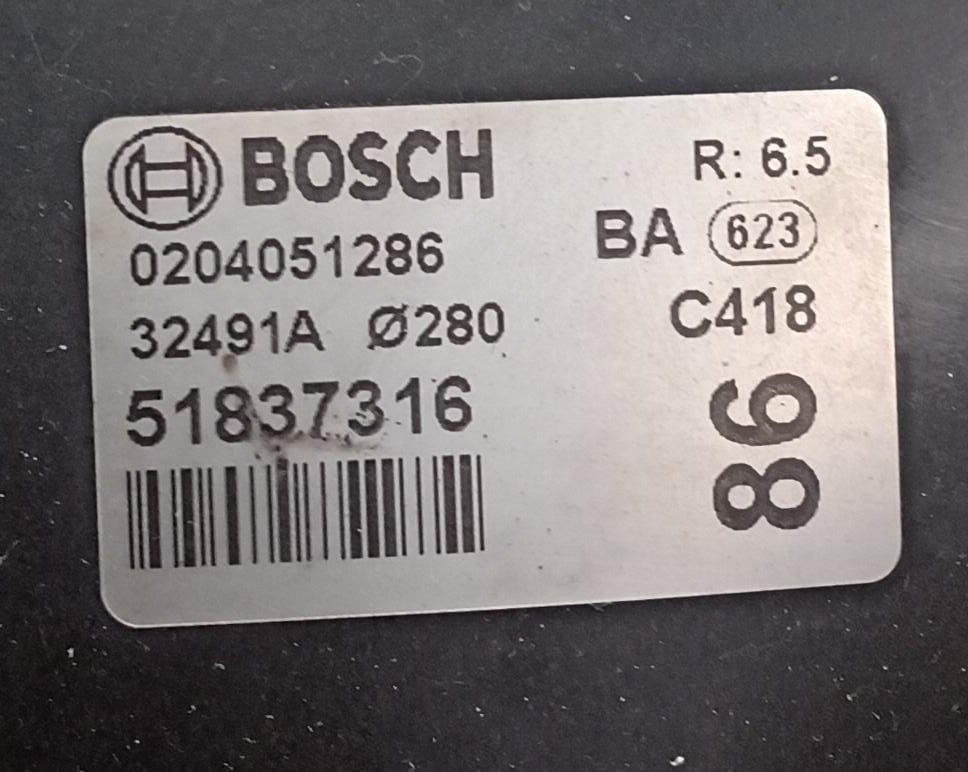 BOSCH
R: 6.5
0204051286
BA 623
32491A Ø280
C418
51837316
86